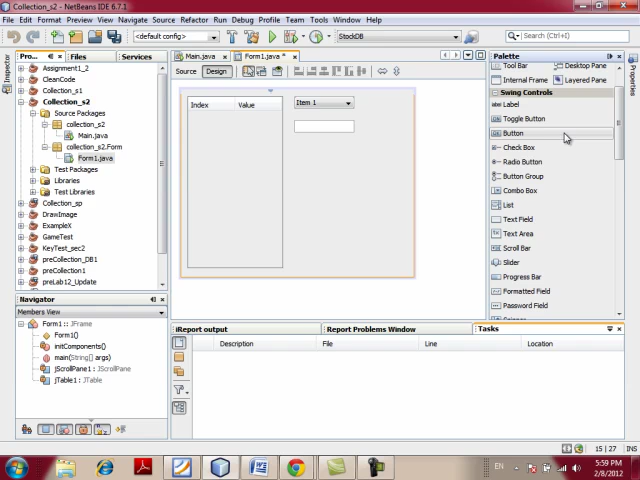 Collection_s2 - NetBeans IDE 6.7.1
File Edit Format View Navigate Source Refactor Run Debug Profile Team Tools Window Help
<default config>
StockDB
Search (Ctrl+I)
Inspector
Pro...
Files
Services
Assignment1_2
CleanCode
Collection_s1
Collection_s2
Source Packages
collection_s2
Main.java
collection_s2.Form
Form1.java
Test Packages
Libraries
Test Libraries
Collection_sp
DrawImage
ExampleX
GameTest
KeyTest_sec2
preCollection_DB1
preCollection1
preLab12_Update
Main.java
Form1.java *
Source
Design
Index
Value
Item 1
Palette
Tool Bar
Desktop Pane
Internal Frame
Layered Pane
Swing Controls
label Label
Toggle Button
Button
Check Box
Radio Button
Button Group
Combo Box
List
Text Field
Text Area
Scroll Bar
Slider
Progress Bar
Formatted Field
Password Field
Properties
Navigator
Members View
Form1 :: JFrame
Form1()
initComponents()
main(String[] args)
jScrollPane1 : JScrollPane
jTable1 : JTable
iReport output
Report Problems Window
Tasks
Description
File
Line
Location
15 | 27
INS
EN
5:59 PM
2/8/2012